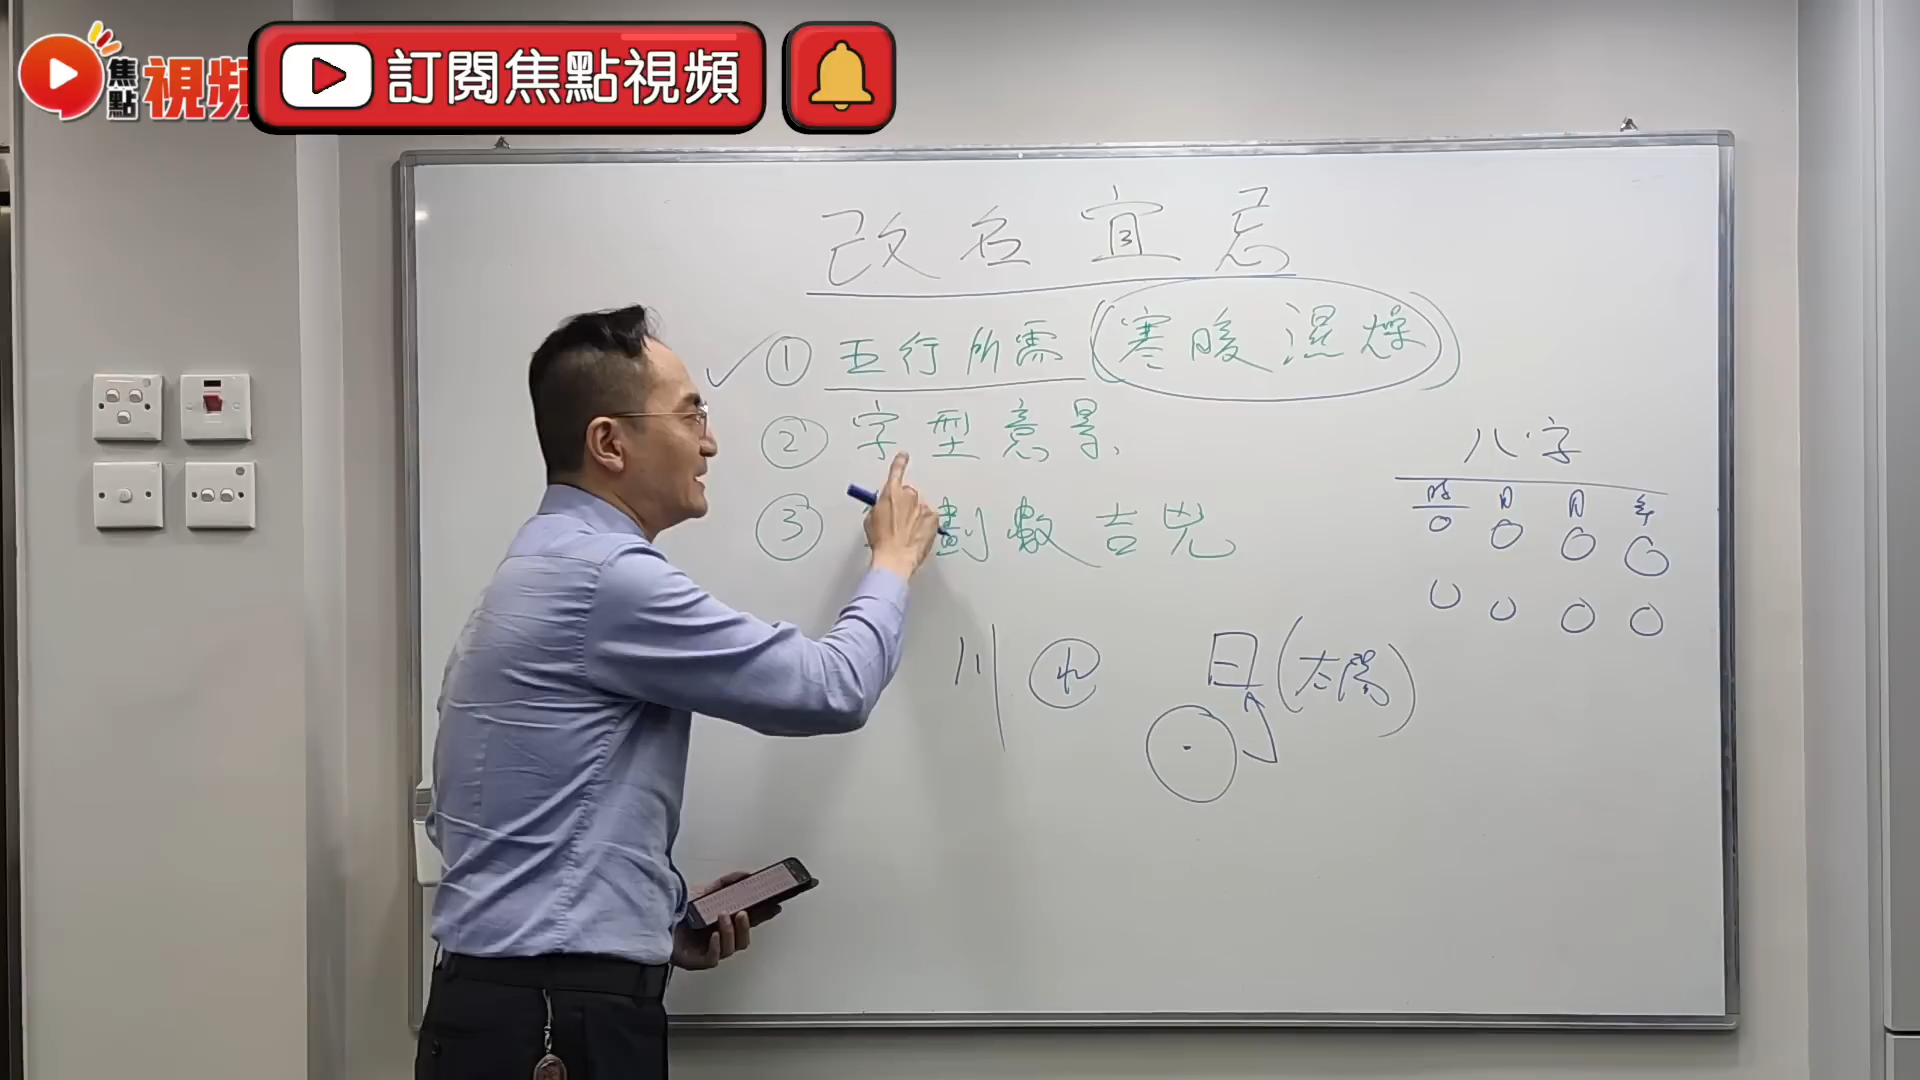 焦點視頻
訂閱焦點視頻
改名宜忌
① 五行所需 (寒暖濕燥)
② 字型意景
③ 劃數吉凶
八字
時 日 月 年
川 水 日 (太陽)